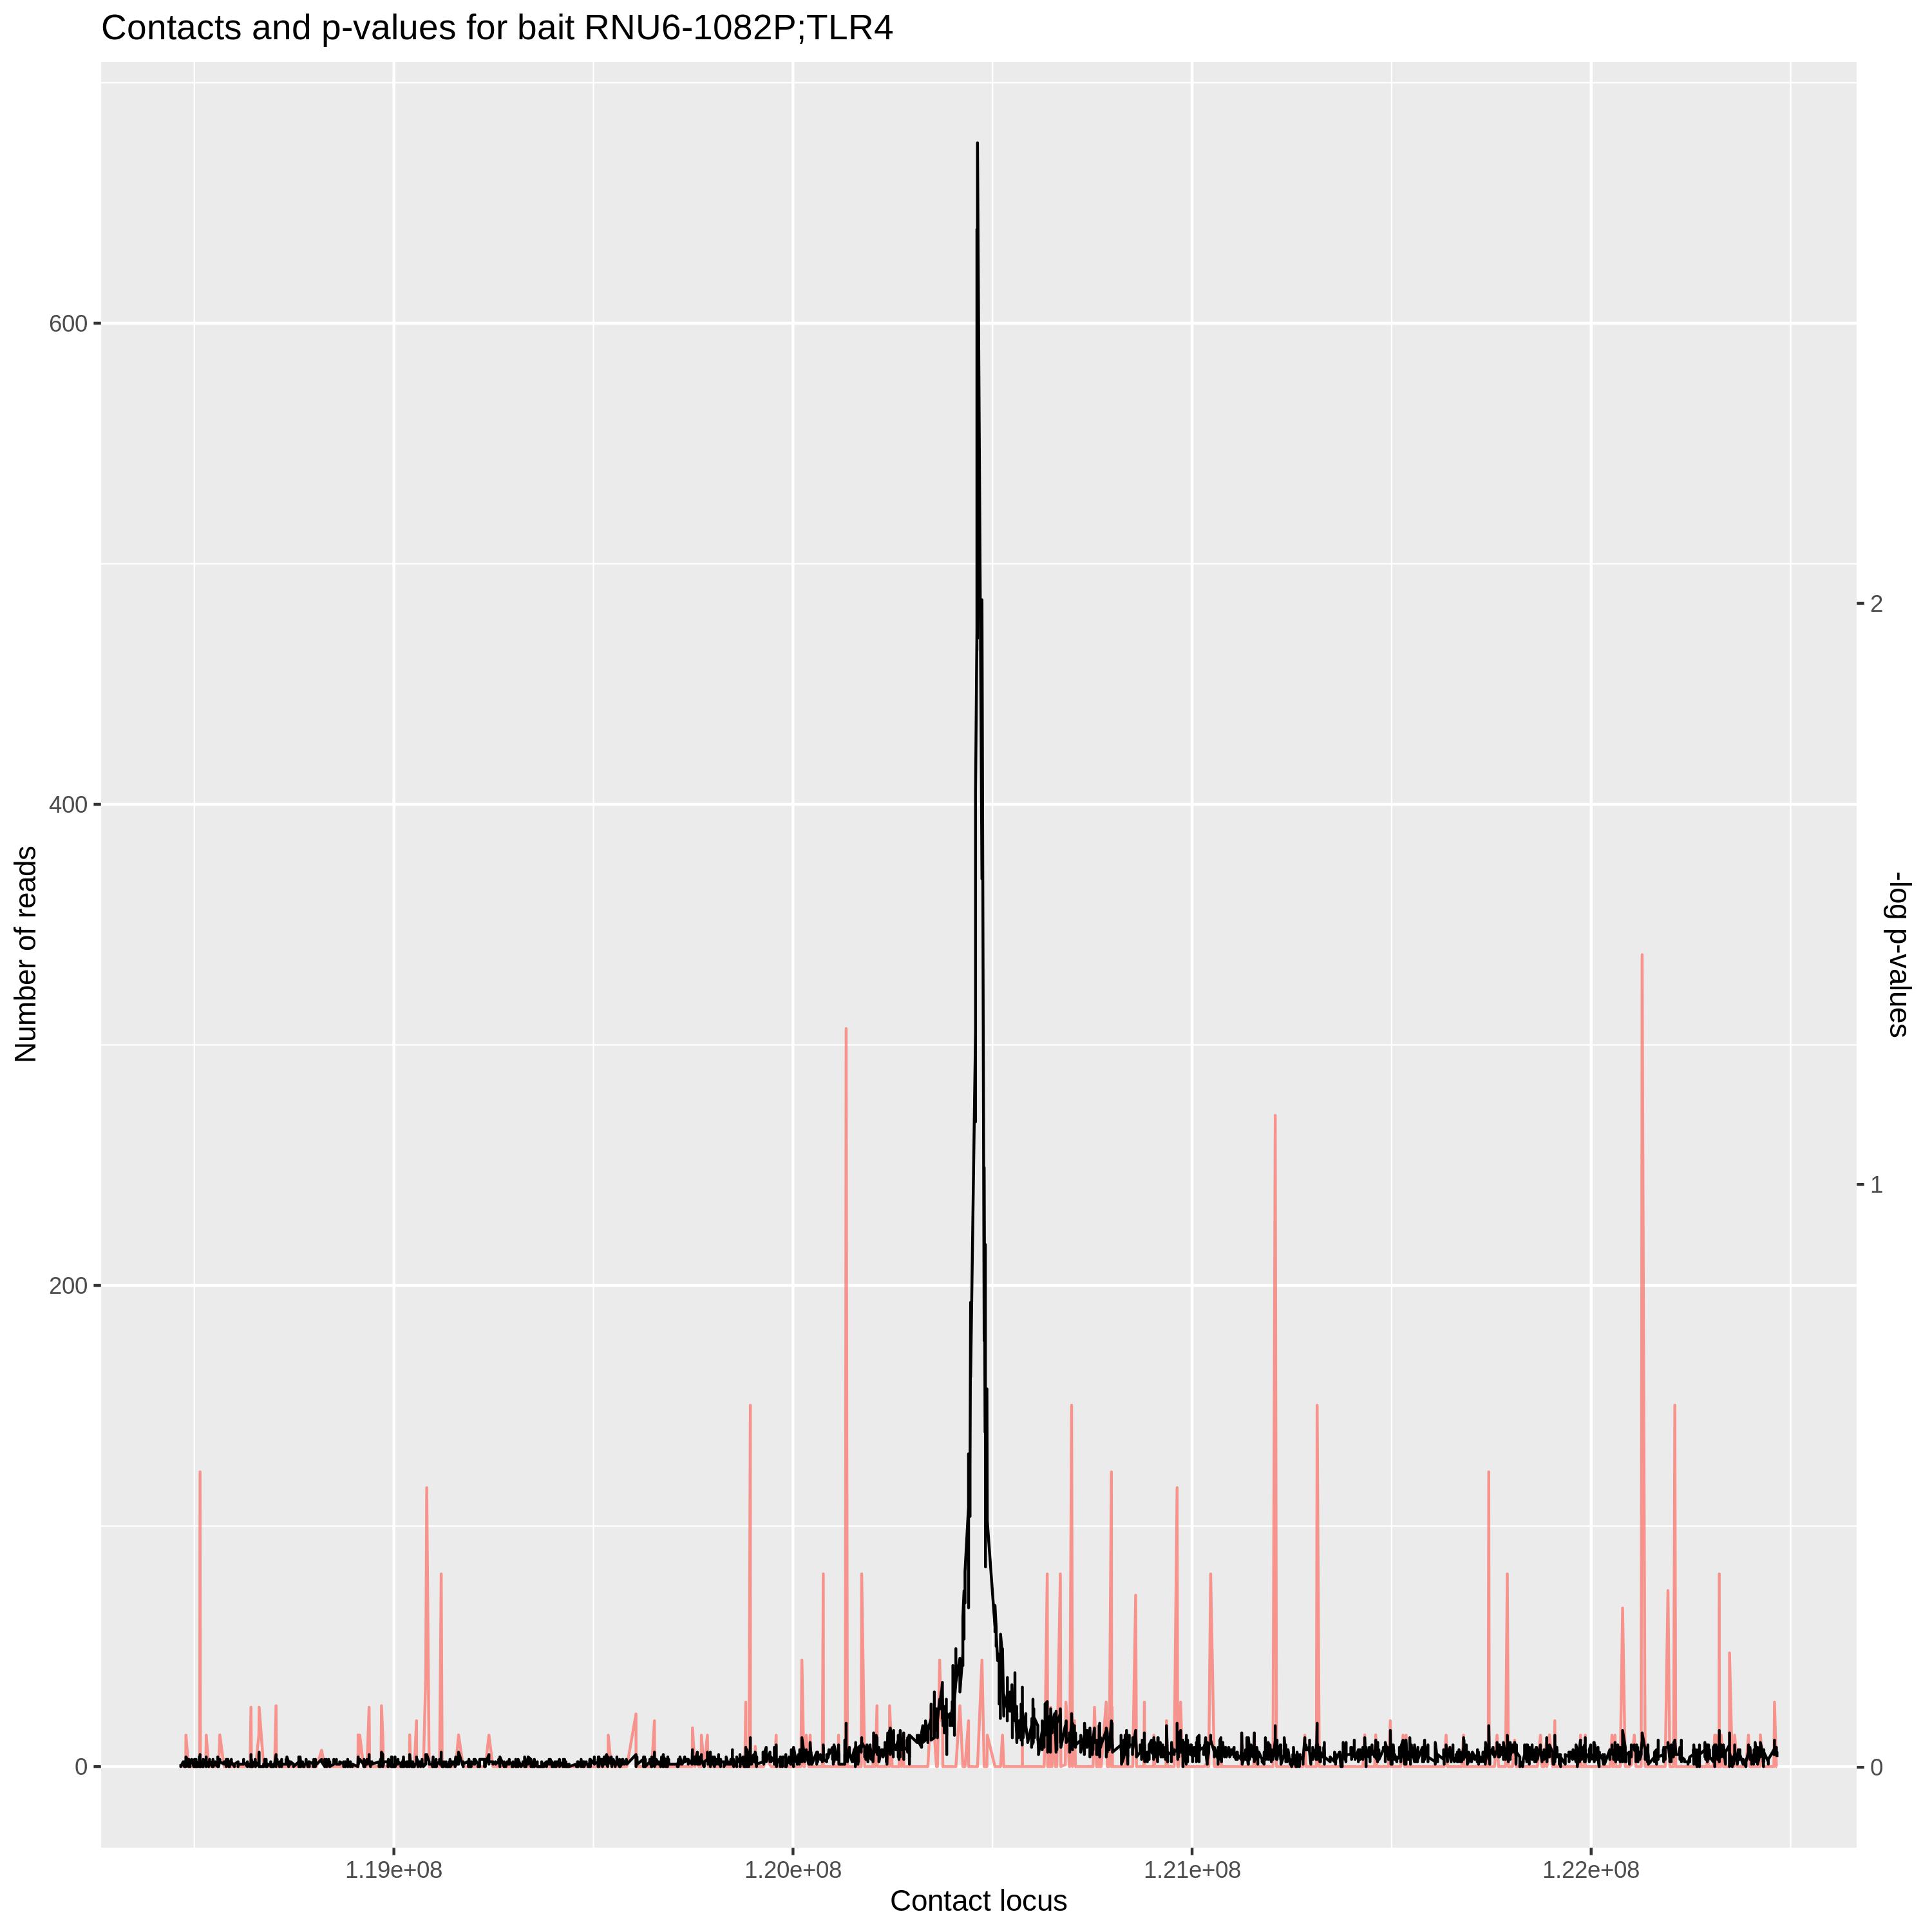 Contacts and p-values for bait RNU6-1082P;TLR4
600
400
200
0
Number of reads
2
1
0
-log p-values
1.19e+08
1.20e+08
1.21e+08
1.22e+08
Contact locus